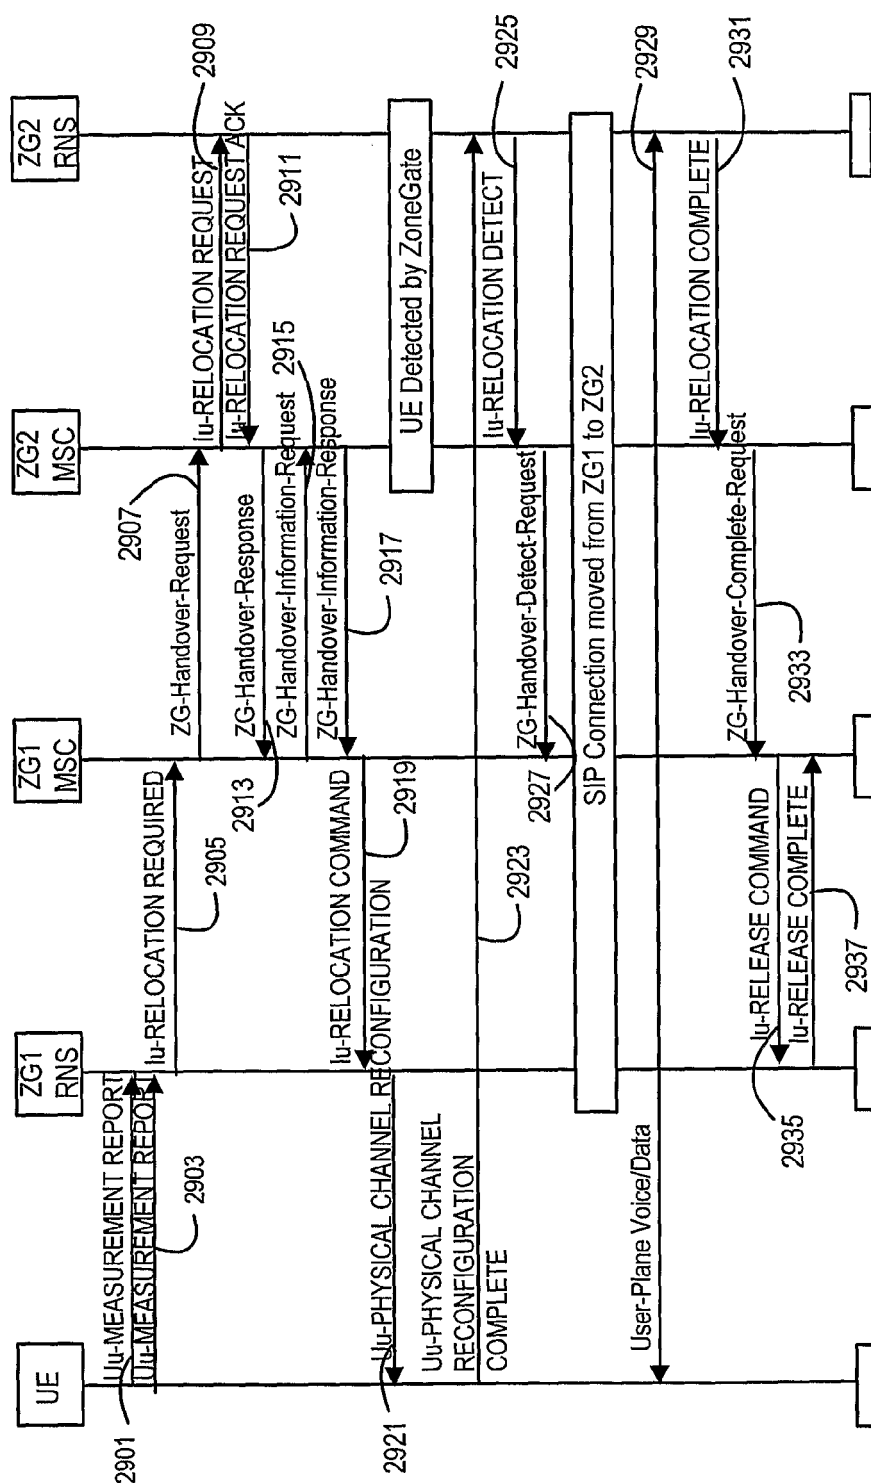 UE
ZG1
RNS
ZG1
MSC
ZG2
MSC
ZG2
RNS
Uu-MEASUREMENT REPORT
2901
Uu-MEASUREMENT REPORT
2903
Iu-RELOCATION REQUIRED
2905
ZG-Handover-Request
2907
Iu-RELOCATION REQUEST
2909
Iu-RELOCATION REQUEST ACK
2911
ZG-Handover-Response
2913
ZG-Handover-Information-Request
2915
ZG-Handover-Information-Response
2917
Iu-RELOCATION COMMAND
2919
Uu-PHYSICAL CHANNEL RECONFIGURATION
2921
UE Detected by ZoneGate
Uu-PHYSICAL CHANNEL
RECONFIGURATION
COMPLETE
2923
Iu-RELOCATION DETECT
2925
ZG-Handover-Detect-Request
2927
SIP Connection moved from ZG1 to ZG2
User-Plane Voice/Data
2929
Iu-RELOCATION COMPLETE
2931
ZG-Handover-Complete-Request
2933
Iu-RELEASE COMMAND
2935
Iu-RELEASE COMPLETE
2937